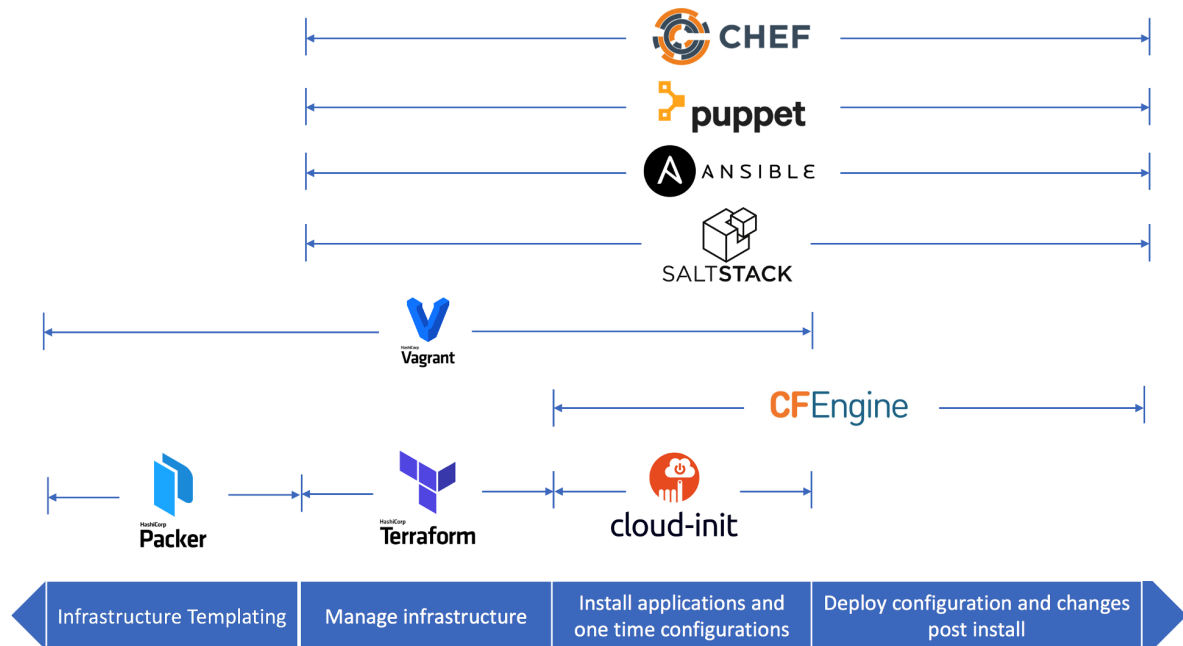 CHEF
puppet
ANSIBLE
SALTSTACK
HashiCorp
Vagrant
CFEngine
HashiCorp
Packer
HashiCorp
Terraform
cloud-init
Infrastructure Templating
Manage infrastructure
Install applications and
one time configurations
Deploy configuration and changes
post install